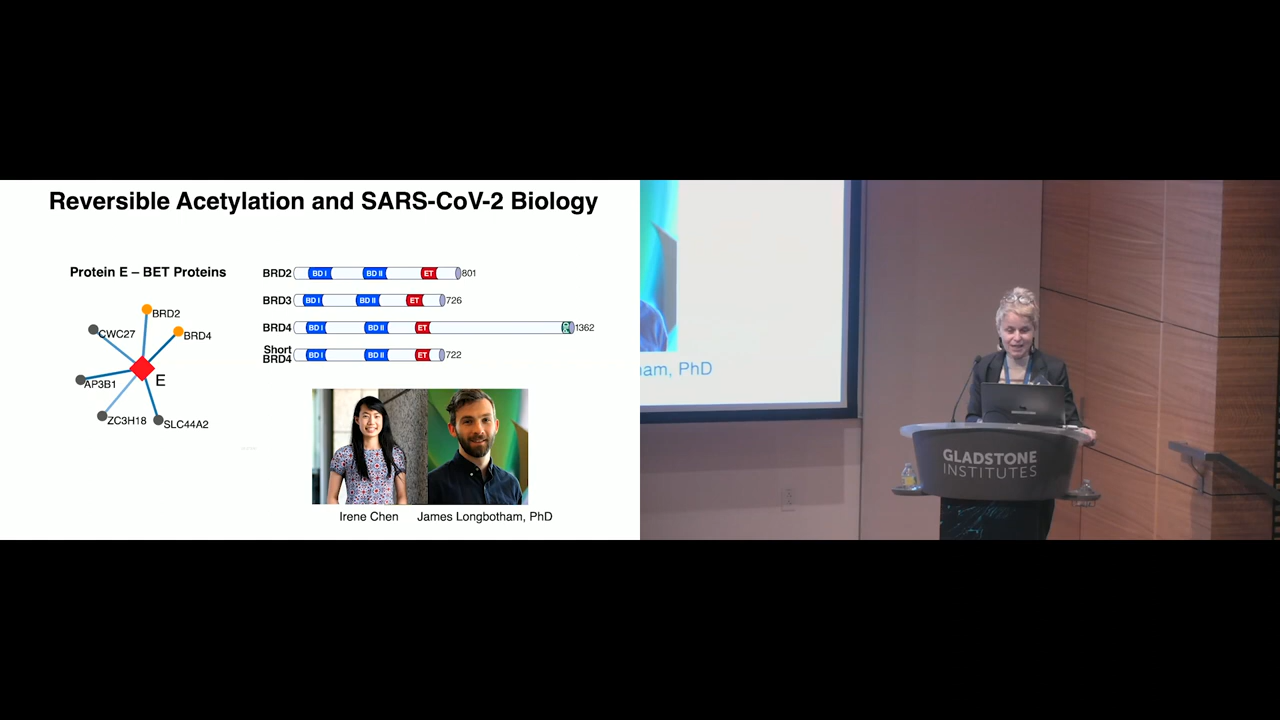 Reversible Acetylation and SARS-CoV-2 Biology
Protein E – BET Proteins
BRD2
CWC27
BRD4
E
AP3B1
ZC3H18
SLC44A2
BRD2 BD I BD II ET 801
BRD3 BD I BD II ET 726
BRD4 BD I BD II ET 1362
Short
BRD4 BD I BD II ET 722
Irene Chen James Longbotham, PhD
am, PhD
GLADSTONE
INSTITUTES